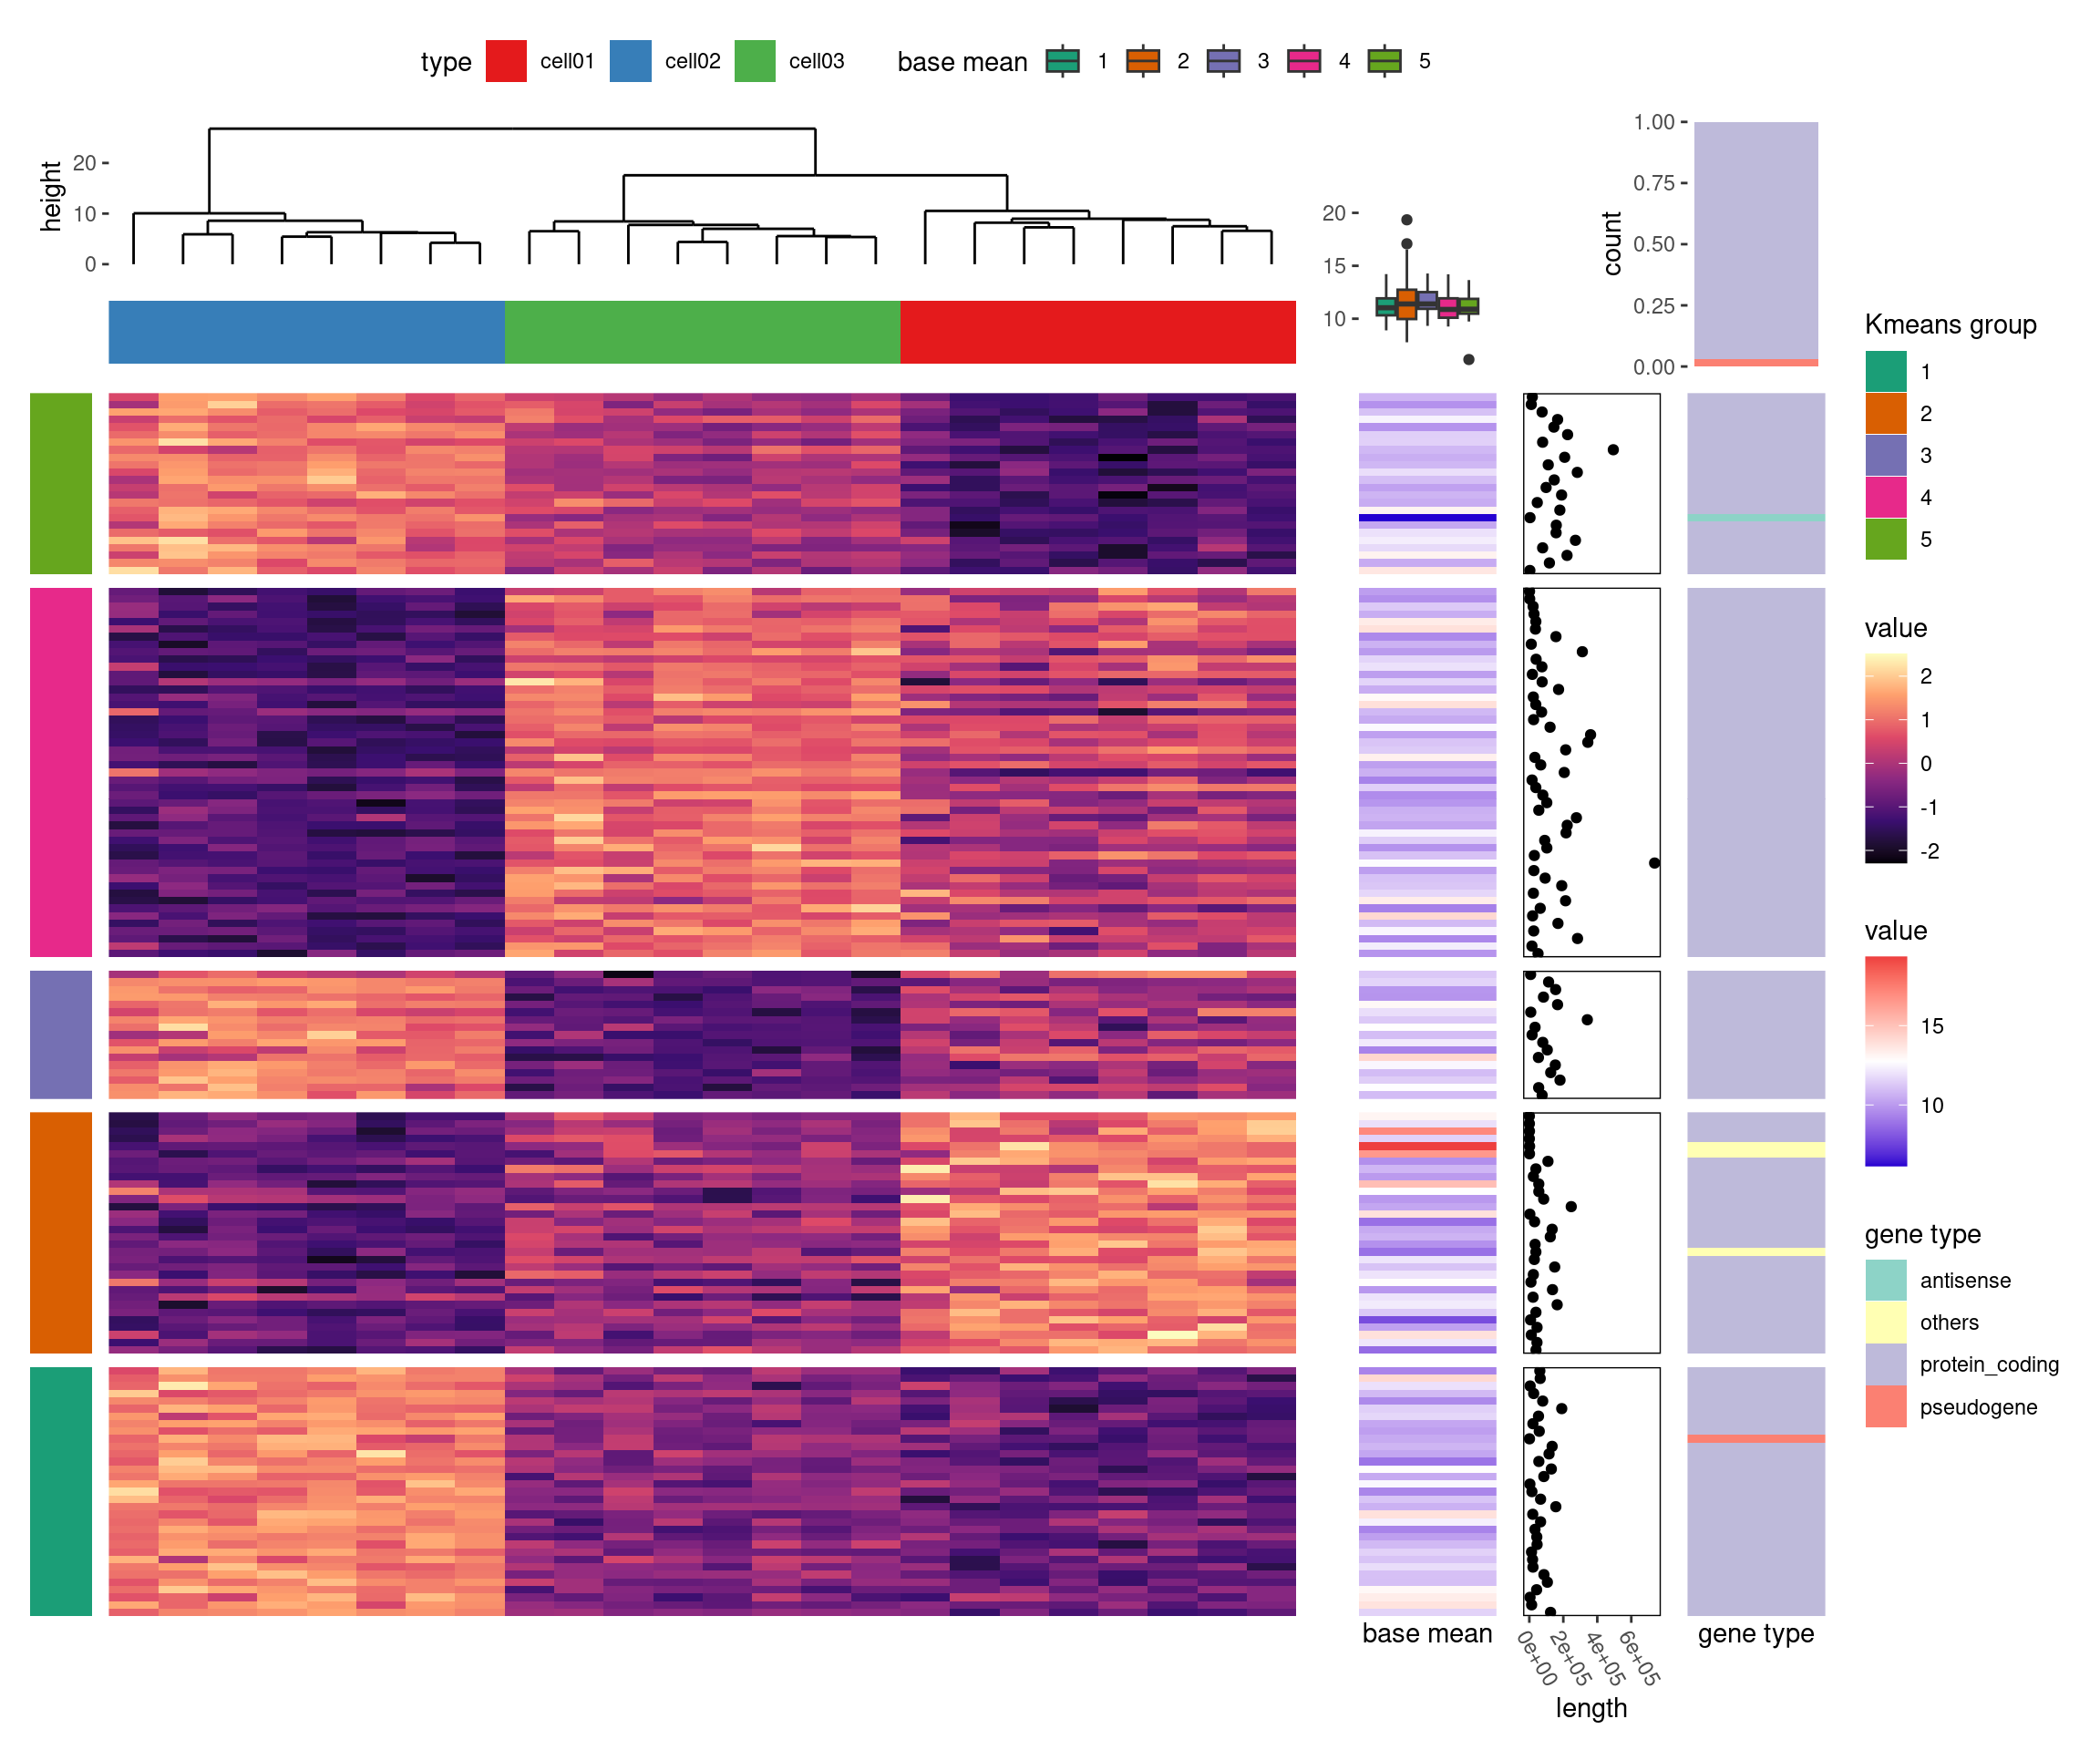 type cell01 cell02 cell03 base mean 1 2 3 4 5
height
20
10
0
20
15
10
count
1.00
0.75
0.50
0.25
0.00
Kmeans group
1
2
3
4
5
value
2
1
0
-1
-2
value
15
10
gene type
antisense
others
protein_coding
pseudogene
base mean
0e+00 2e+05 4e+05 6e+05
length
gene type